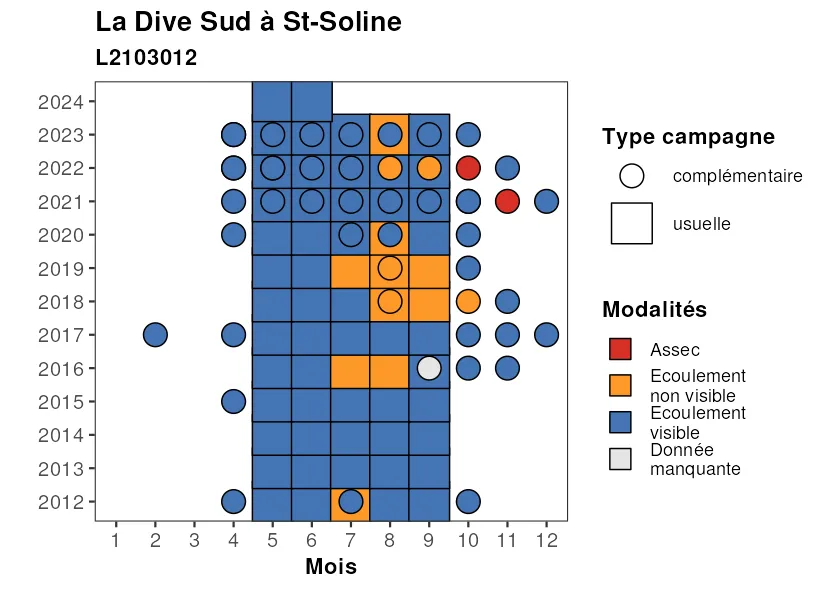 La Dive Sud à St-Soline
L2103012
2024
2023
2022
2021
2020
2019
2018
2017
2016
2015
2014
2013
2012
1 2 3 4 5 6 7 8 9 10 11 12
Mois
Type campagne
complémentaire
usuelle
Modalités
Assec
Ecoulement
non visible
Ecoulement
visible
Donnée
manquante